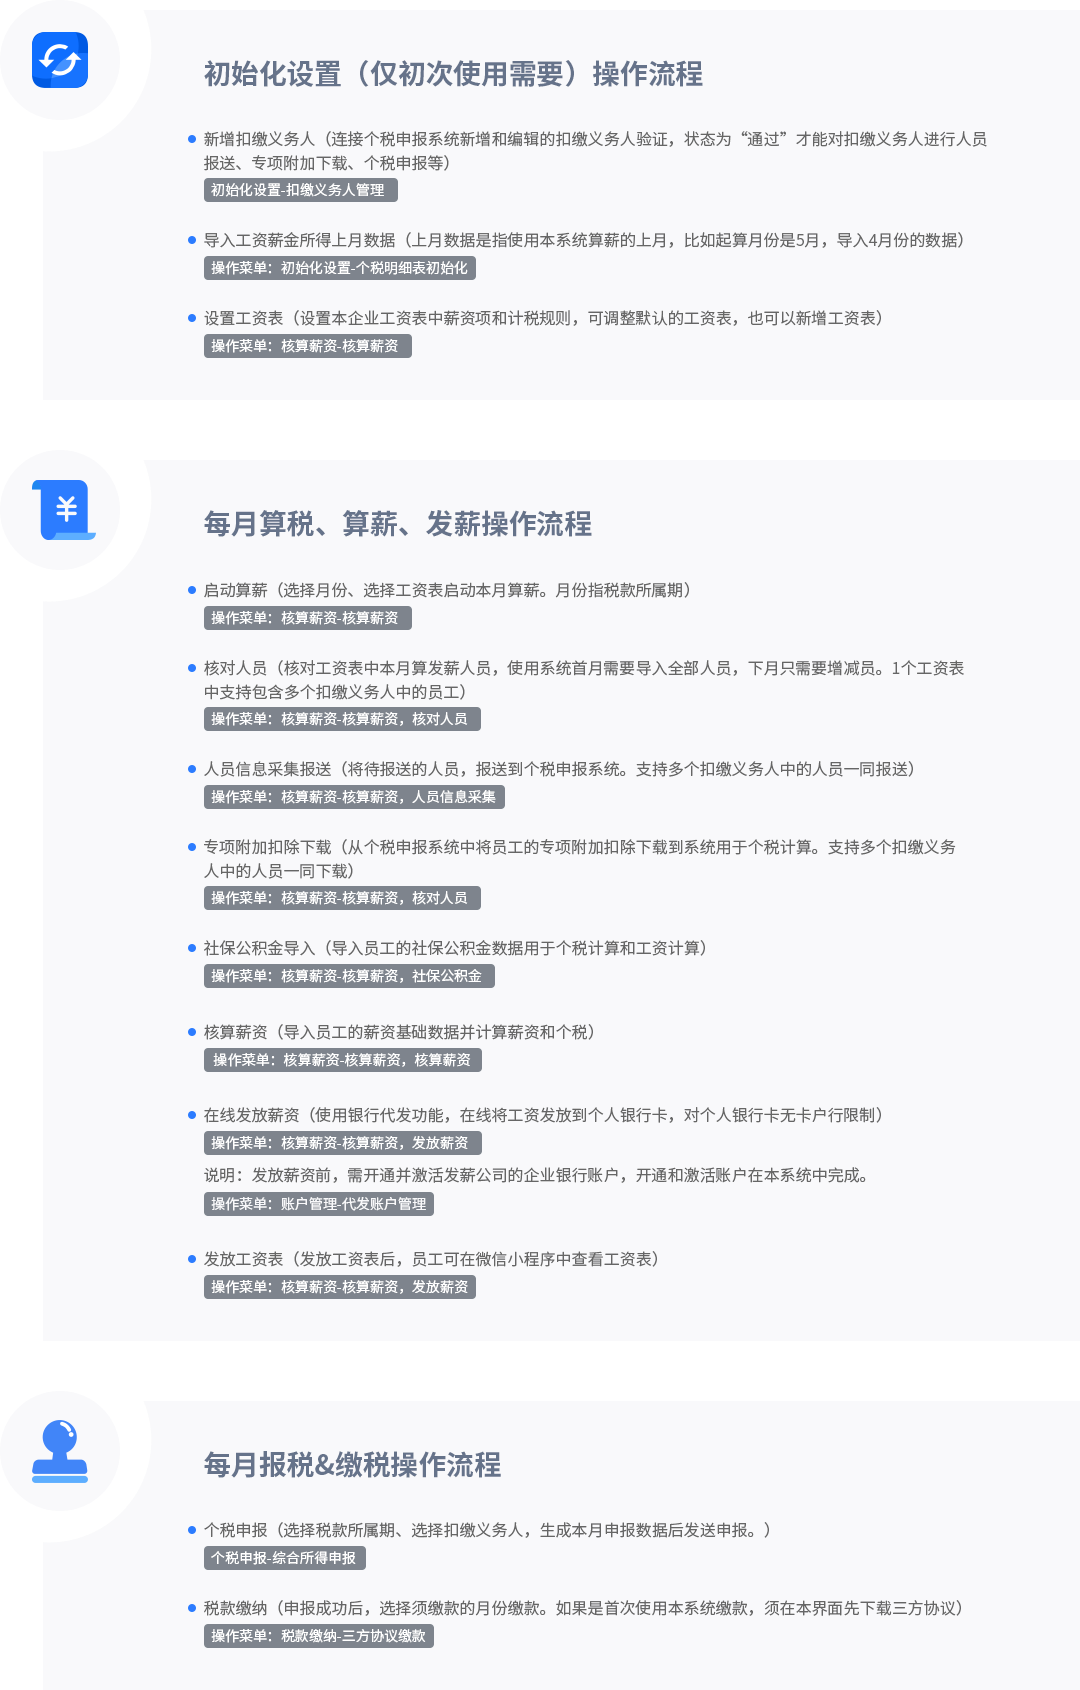 初始化设置（仅初次使用需要）操作流程
新增扣缴义务人（连接个税申报系统新增和编辑的扣缴义务人验证，状态为“通过”才能对扣缴义务人进行人员
报送、专项附加下载、个税申报等）
初始化设置-扣缴义务人管理
导入工资薪金所得上月数据（上月数据是指使用本系统算薪的上月，比如起算月份是5月，导入4月份的数据）
操作菜单：初始化设置-个税明细表初始化
设置工资表（设置本企业工资表中薪资项和计税规则，可调整默认的工资表，也可以新增工资表）
操作菜单：核算薪资-核算薪资
每月算税、算薪、发薪操作流程
启动算薪（选择月份、选择工资表启动本月算薪。月份指税款所属期）
操作菜单：核算薪资-核算薪资
核对人员（核对工资表中本月算发薪人员，使用系统首月需要导入全部人员，下月只需要增减员。1个工资表
中支持包含多个扣缴义务人中的员工）
操作菜单：核算薪资-核算薪资，核对人员
人员信息采集报送（将待报送的人员，报送到个税申报系统。支持多个扣缴义务人中的人员一同报送）
操作菜单：核算薪资-核算薪资，人员信息采集
专项附加扣除下载（从个税申报系统中将员工的专项附加扣除下载到系统用于个税计算。支持多个扣缴义务
人中的人员一同下载）
操作菜单：核算薪资-核算薪资，核对人员
社保公积金导入（导入员工的社保公积金数据用于个税计算和工资计算）
操作菜单：核算薪资-核算薪资，社保公积金
核算薪资（导入员工的薪资基础数据并计算薪资和个税）
操作菜单：核算薪资-核算薪资，核算薪资
在线发放薪资（使用银行代发功能，在线将工资发放到个人银行卡，对个人银行卡无卡户行限制）
操作菜单：核算薪资-核算薪资，发放薪资
说明：发放薪资前，需开通并激活发薪公司的企业银行账户，开通和激活账户在本系统中完成。
操作菜单：账户管理-代发账户管理
发放工资表（发放工资表后，员工可在微信小程序中查看工资表）
操作菜单：核算薪资-核算薪资，发放薪资
每月报税&缴税操作流程
个税申报（选择税款所属期、选择扣缴义务人，生成本月申报数据后发送申报。）
个税申报-综合所得申报
税款缴纳（申报成功后，选择须缴款的月份缴款。如果是首次使用本系统缴款，须在本界面先下载三方协议）
操作菜单：税款缴纳-三方协议缴款